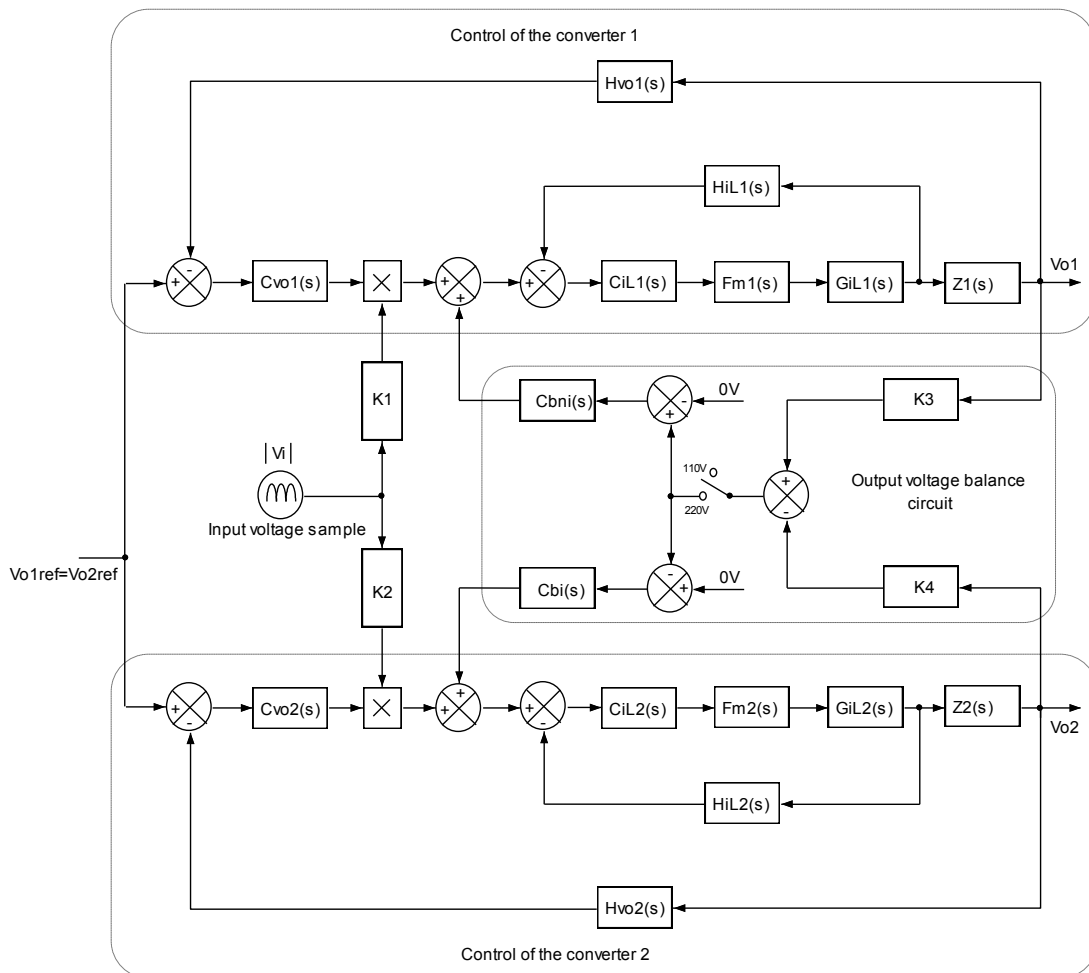 Control of the converter 1
Hvo1(s)
HiL1(s)
-
-
+
Cvo1(s)
×
+
+
+
CiL1(s)
Fm1(s)
GiL1(s)
Z1(s)
Vo1
K1
Cbni(s)
-
+
0V
K3
|Vi|
Input voltage sample
110V
220V
+
-
Output voltage balance
circuit
Vo1ref=Vo2ref
K2
Cbi(s)
-
+
0V
K4
+
-
Cvo2(s)
×
+
+
+
-
CiL2(s)
Fm2(s)
GiL2(s)
Z2(s)
Vo2
HiL2(s)
Hvo2(s)
Control of the converter 2